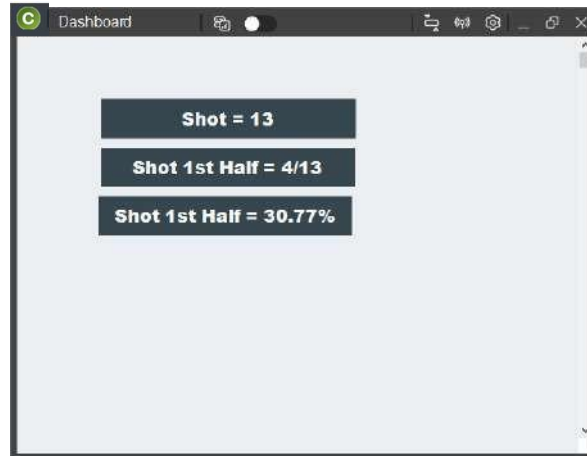 C Dashboard
Shot = 13
Shot 1st Half = 4/13
Shot 1st Half = 30.77%